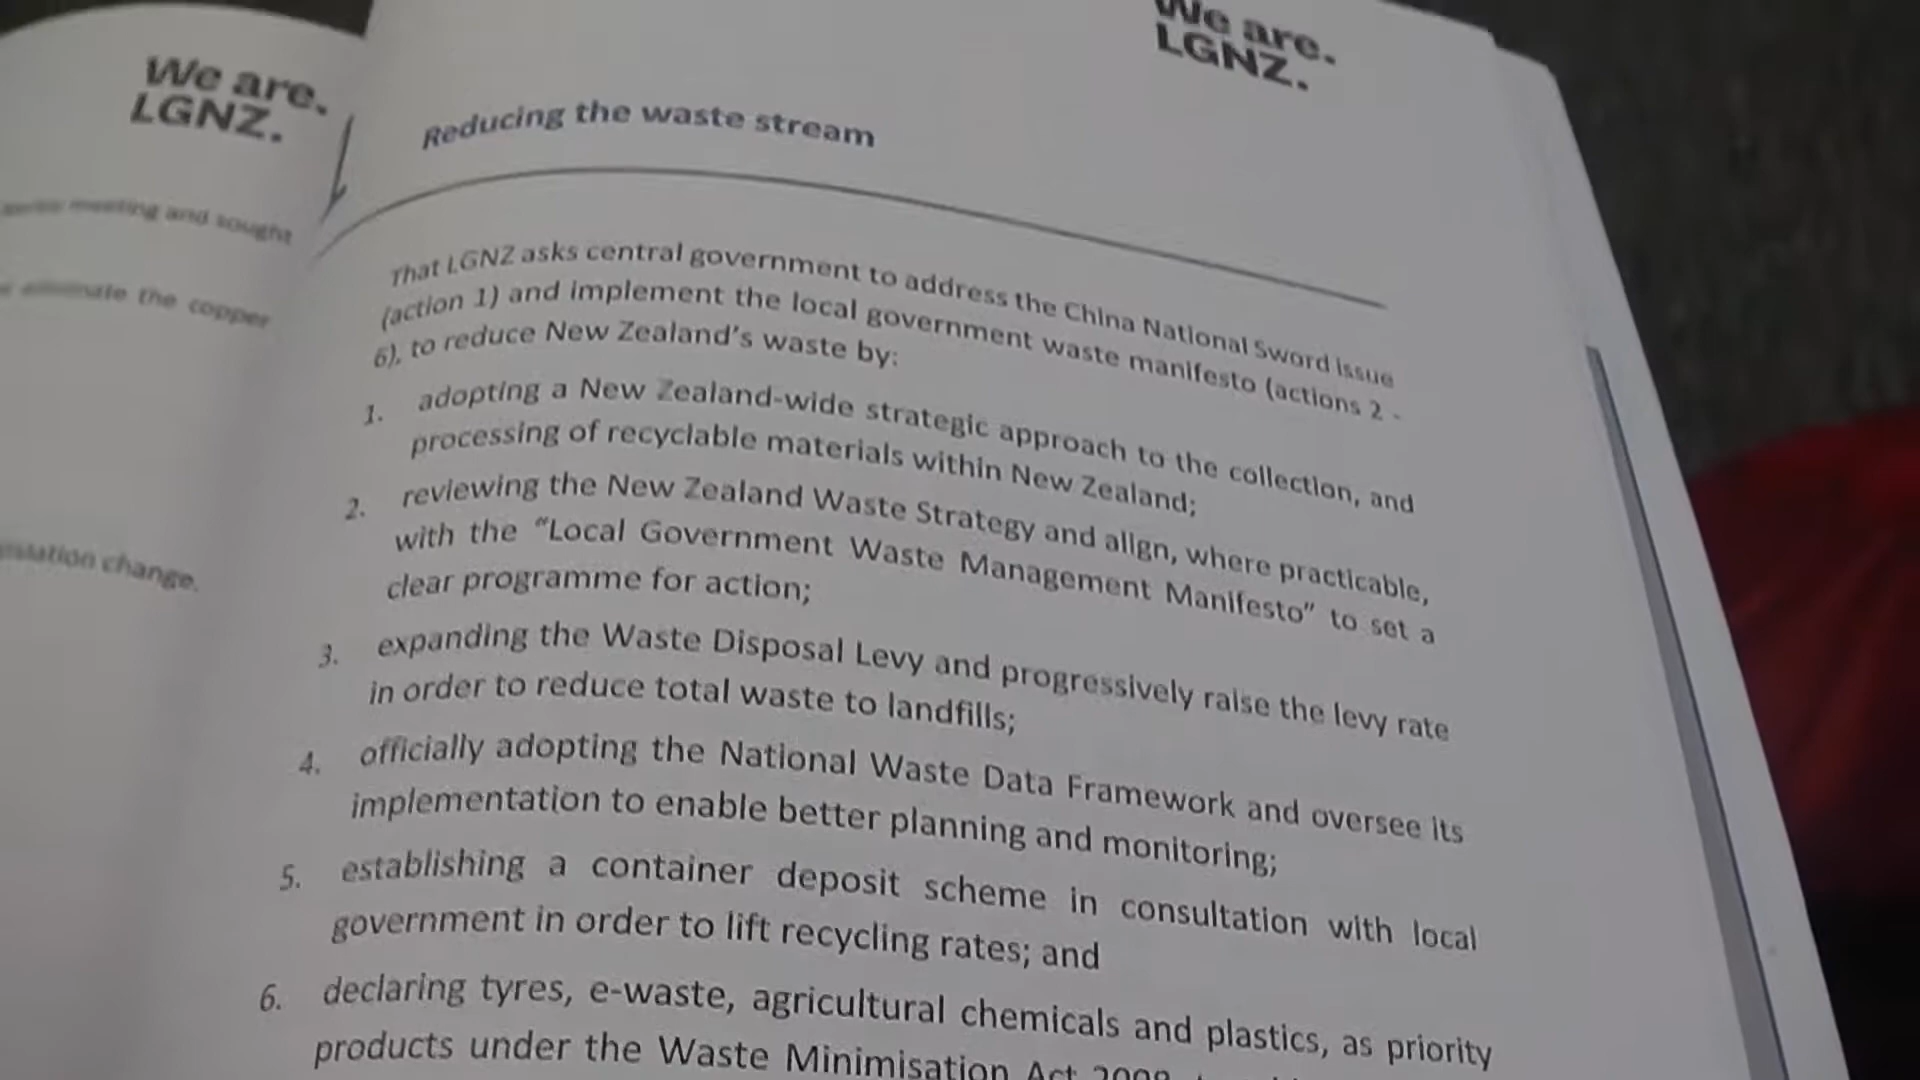 We are.
LGNZ.
meeting and sought
eliminate the copper
change.
We are.
LGNZ.
Reducing the waste stream
That LGNZ asks central government to address the China National Sword issue
(action 1) and implement the local government waste manifesto (actions 2 -
6), to reduce New Zealand's waste by:
1. adopting a New Zealand-wide strategic approach to the collection, and
processing of recyclable materials within New Zealand;
2. reviewing the New Zealand Waste Strategy and align, where practicable,
with the "Local Government Waste Management Manifesto" to set a
clear programme for action;
3. expanding the Waste Disposal Levy and progressively raise the levy rate
in order to reduce total waste to landfills;
4. officially adopting the National Waste Data Framework and oversee its
implementation to enable better planning and monitoring;
5. establishing a container deposit scheme in consultation with local
government in order to lift recycling rates; and
6. declaring tyres, e-waste, agricultural chemicals and plastics, as priority
products under the Waste Minimisation Act 2008